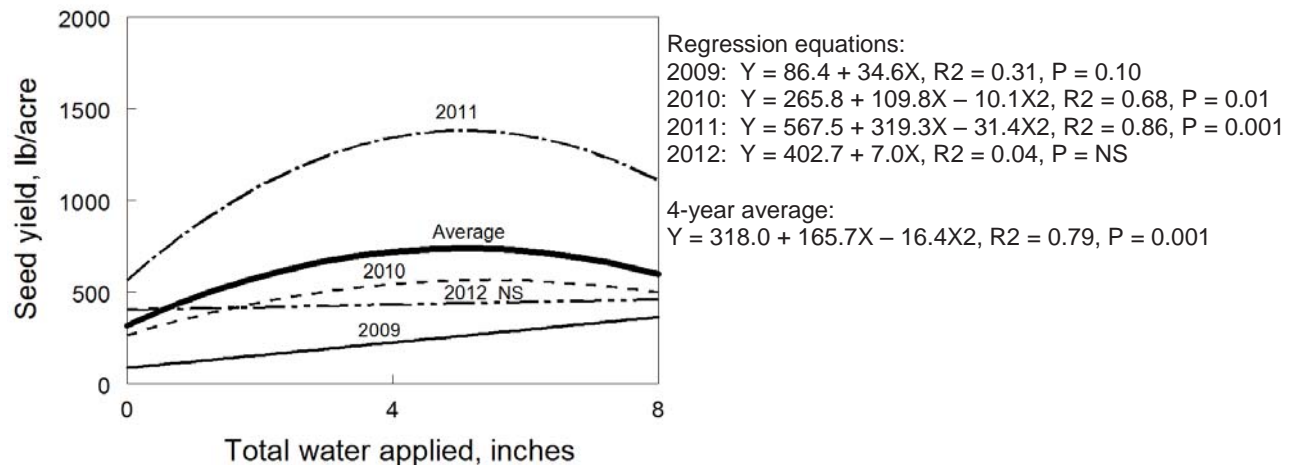 2000
1500
1000
500
0
Seed yield, lb/acre
2011
Average
2010
2012 NS
2009
0 4 8
Total water applied, inches
Regression equations:
2009: Y = 86.4 + 34.6X, R2 = 0.31, P = 0.10
2010: Y = 265.8 + 109.8X – 10.1X2, R2 = 0.68, P = 0.01
2011: Y = 567.5 + 319.3X – 31.4X2, R2 = 0.86, P = 0.001
2012: Y = 402.7 + 7.0X, R2 = 0.04, P = NS
4-year average:
Y = 318.0 + 165.7X – 16.4X2, R2 = 0.79, P = 0.001